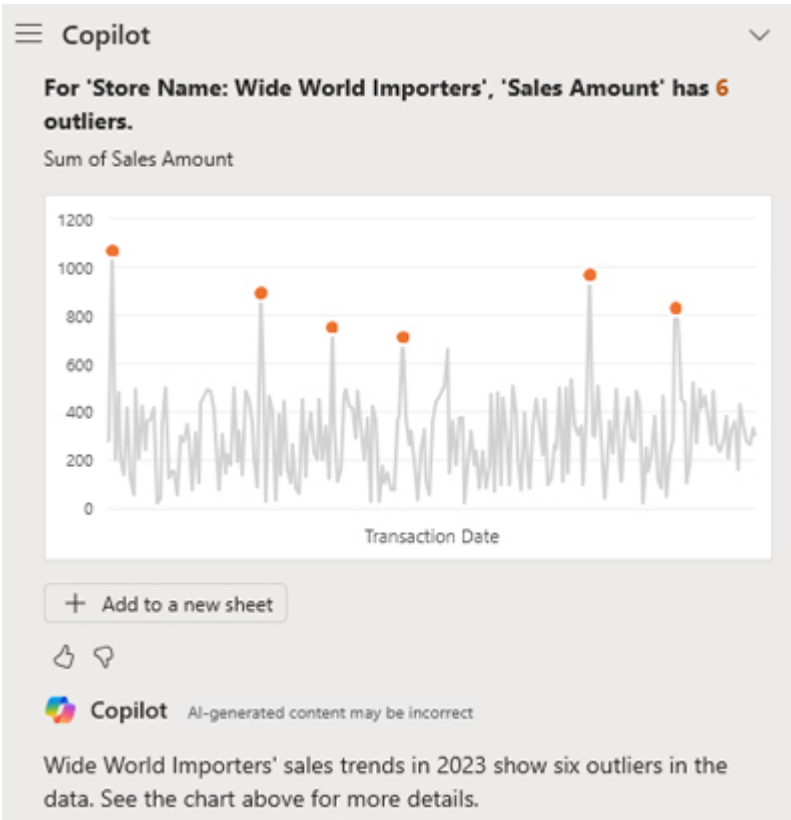 Copilot
For 'Store Name: Wide World Importers', 'Sales Amount' has 6
outliers.
Sum of Sales Amount
1200
1000
800
600
400
200
0
Transaction Date
Add to a new sheet
Copilot AI-generated content may be incorrect
Wide World Importers' sales trends in 2023 show six outliers in the
data. See the chart above for more details.